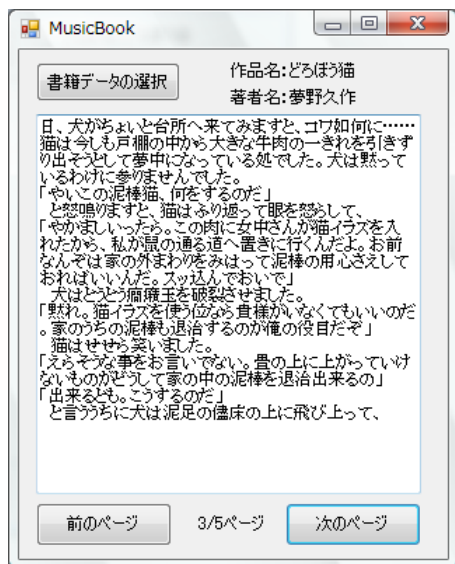 MusicBook
書籍データの選択
作品名:どろぼう猫
著者名:夢野久作
日、犬がちょいと台所へ来てみますと、コワ如何に……
猫は今しも戸棚の中から大きな牛肉の一きれを引きず
り出そうとして夢中になっている処でした。犬は黙って
いるわけに参りませんでした。
「やいこの泥棒猫、何をするのだ」
と怒鳴りますと、猫はふり返って眼を怒らして、
「やかましいったら。この肉に女中さんが猫イラズを入
れたから、私が鼠の通る道へ置きに行くんだよ。お前
なんぞは家の外まわりをみはって泥棒の用心さえして
おればいいんだ。スッ込んでおいで」
犬はとうとう癇癪玉を破裂させました。
「黙れ。猫イラズを使う位なら貴様がいなくてもいいのだ
。家のうちの泥棒も退治するのが俺の役目だぞ」
猫はせせら笑いました。
「えらそうな事をお言いでない。畳の上に上がっていけ
ないものがどうして家の中の泥棒を退治出来るの」
「出来るとも。こうするのだ」
と言ううちに犬は泥足の儘床の上に飛び上って、
前のページ
3/5ページ
次のページ